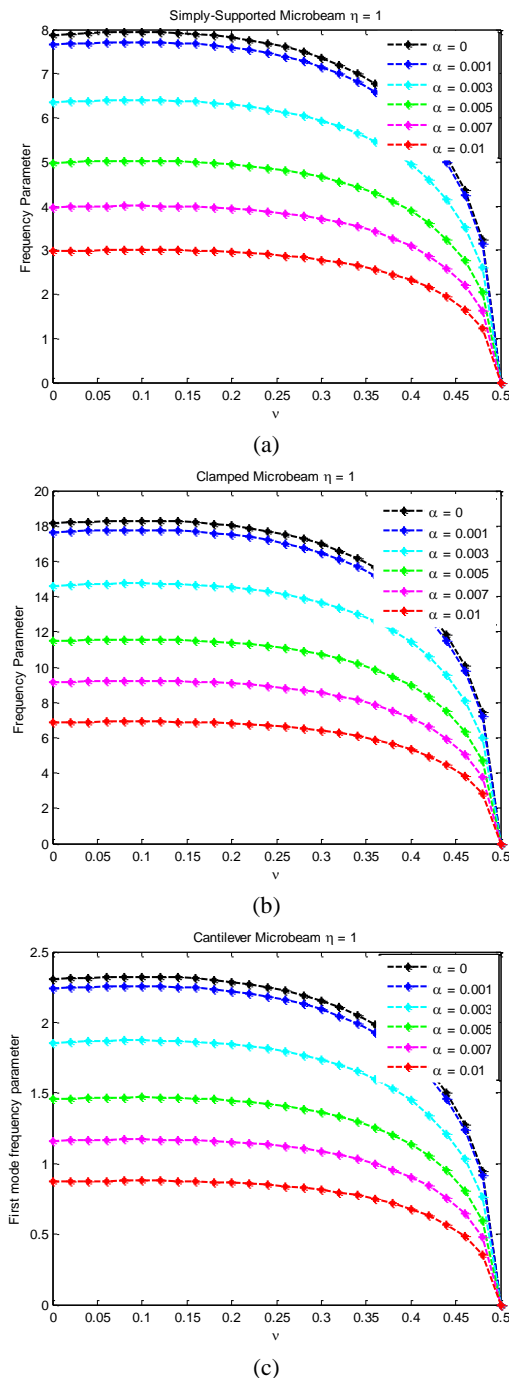 Simply-Supported Microbeam η = 1
Frequency Parameter
8
7
6
5
4
3
2
1
0
α = 0
α = 0.001
α = 0.003
α = 0.005
α = 0.007
α = 0.01
0 0.05 0.1 0.15 0.2 0.25 0.3 0.35 0.4 0.45 0.5
ν
(a)
Clamped Microbeam η = 1
Frequency Parameter
20
18
16
14
12
10
8
6
4
2
0
α = 0
α = 0.001
α = 0.003
α = 0.005
α = 0.007
α = 0.01
0 0.05 0.1 0.15 0.2 0.25 0.3 0.35 0.4 0.45 0.5
ν
(b)
Cantilever Microbeam η = 1
First mode frequency parameter
2.5
2
1.5
1
0.5
0
α = 0
α = 0.001
α = 0.003
α = 0.005
α = 0.007
α = 0.01
0 0.05 0.1 0.15 0.2 0.25 0.3 0.35 0.4 0.45 0.5
ν
(c)